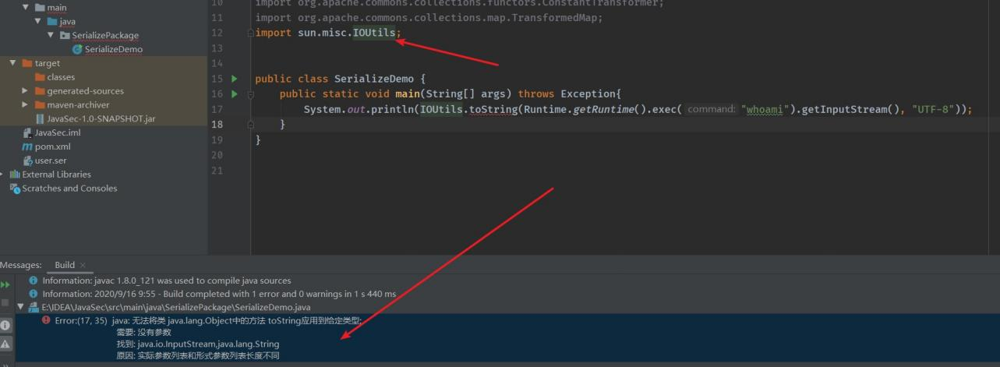 main
java
SerializePackage
SerializeDemo
target
classes
generated-sources
maven-archiver
JavaSec-1.0-SNAPSHOT.jar
JavaSec.iml
pom.xml
user.ser
External Libraries
Scratches and Consoles
10 import org.apache.commons.collections.functors.ConstantTransformer;
11 import org.apache.commons.collections.map.TransformedMap;
12 import sun.misc.IOUtils;
13
14
15 public class SerializeDemo {
16 public static void main(String[] args) throws Exception{
17 System.out.println(IOUtils.toString(Runtime.getRuntime().exec( command: "whoami").getInputStream(), "UTF-8"));
18 }
19 }
20
21
Messages: Build ×
Information: javac 1.8.0_121 was used to compile java sources
Information: 2020/9/16 9:55 - Build completed with 1 error and 0 warnings in 1 s 440 ms
E:\IDEA\JavaSec\src\main\java\SerializePackage\SerializeDemo.java
Error:(17, 35) java: 无法将类 java.lang.Object中的方法 toString应用到给定类型;
需要: 没有参数
找到: java.io.InputStream,java.lang.String
原因: 实际参数列表和形式参数列表长度不同